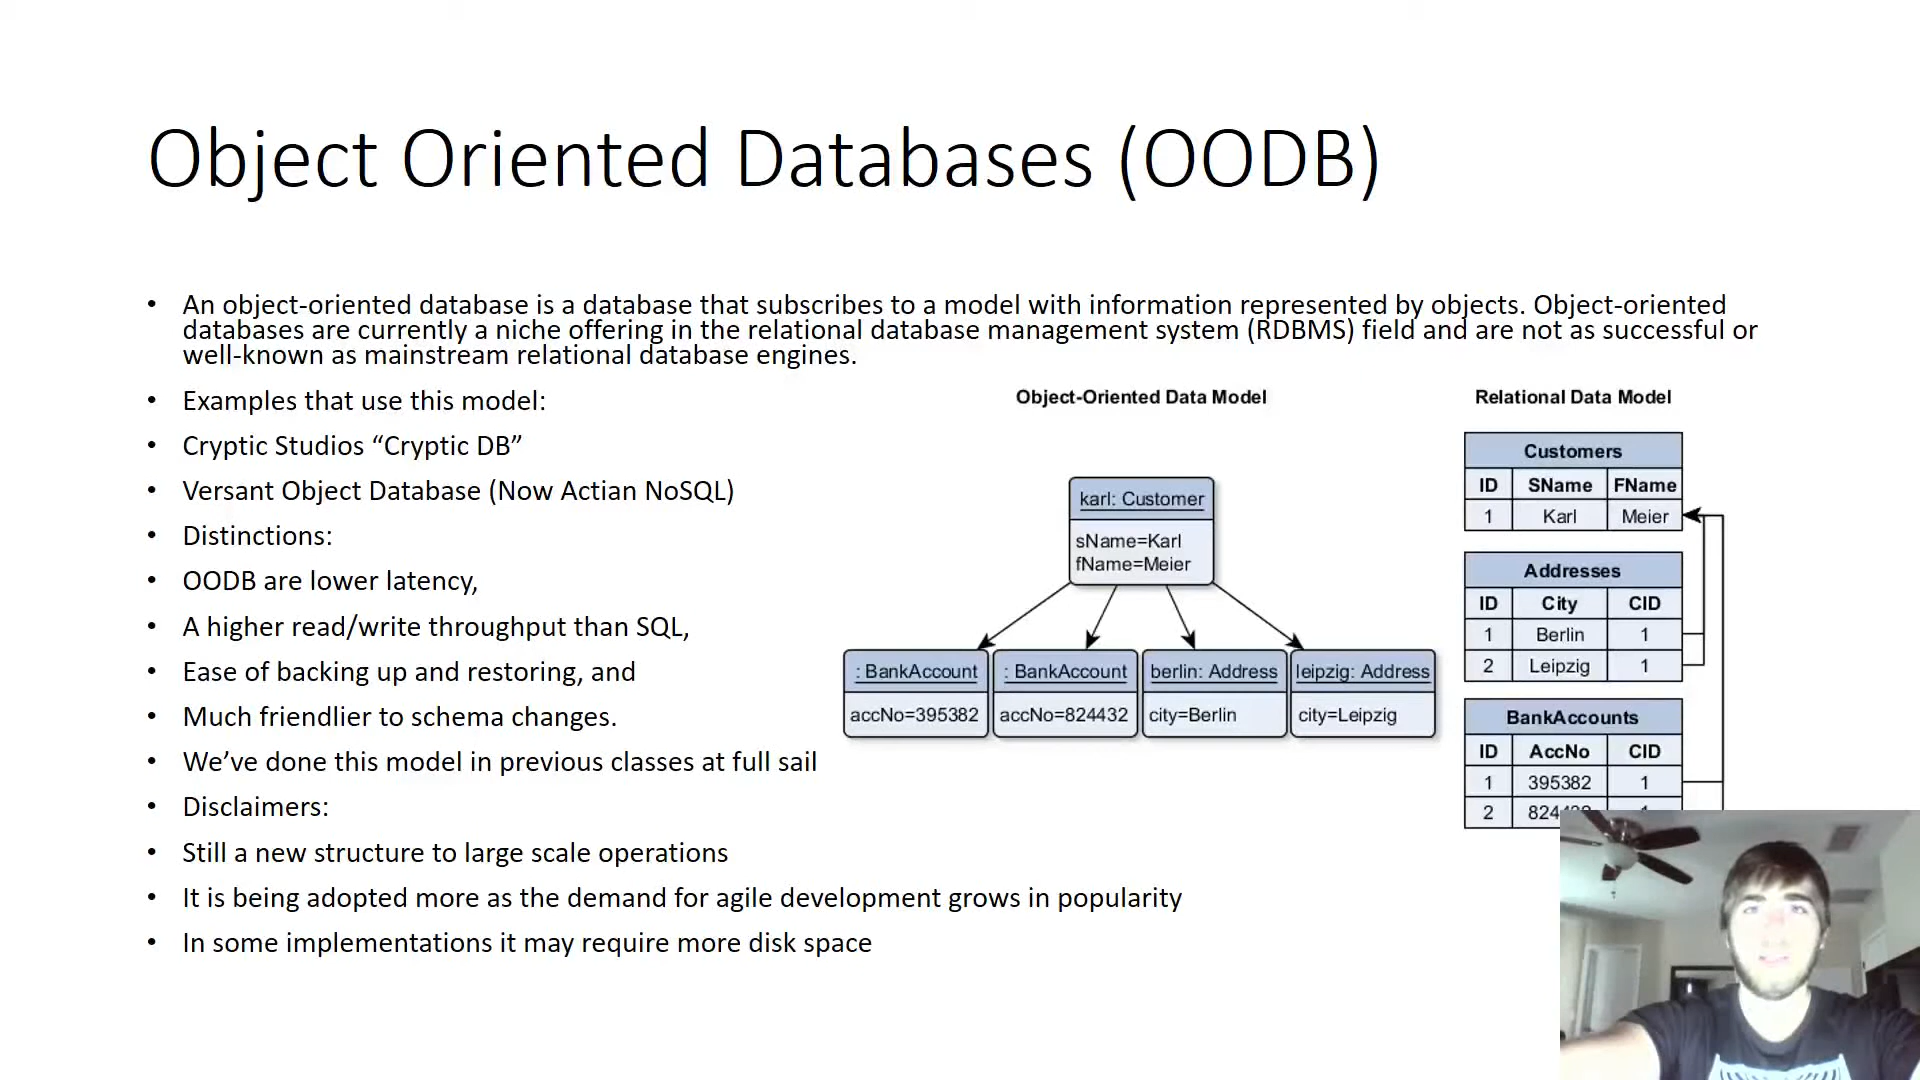 Object Oriented Databases (OODB)
• An object-oriented database is a database that subscribes to a model with information represented by objects. Object-oriented
databases are currently a niche offering in the relational database management system (RDBMS) field and are not as successful or
well-known as mainstream relational database engines.
• Examples that use this model:
• Cryptic Studios “Cryptic DB”
• Versant Object Database (Now Actian NoSQL)
• Distinctions:
• OODB are lower latency,
• A higher read/write throughput than SQL,
• Ease of backing up and restoring, and
• Much friendlier to schema changes.
• We’ve done this model in previous classes at full sail
• Disclaimers:
• Still a new structure to large scale operations
• It is being adopted more as the demand for agile development grows in popularity
• In some implementations it may require more disk space
Object-Oriented Data Model
karl: Customer
sName=Karl
fName=Meier
: BankAccount
accNo=395382
: BankAccount
accNo=824432
berlin: Address
city=Berlin
leipzig: Address
city=Leipzig
Relational Data Model
Customers
ID SName FName
1 Karl Meier
Addresses
ID City CID
1 Berlin 1
2 Leipzig 1
BankAccounts
ID AccNo CID
1 395382 1
2